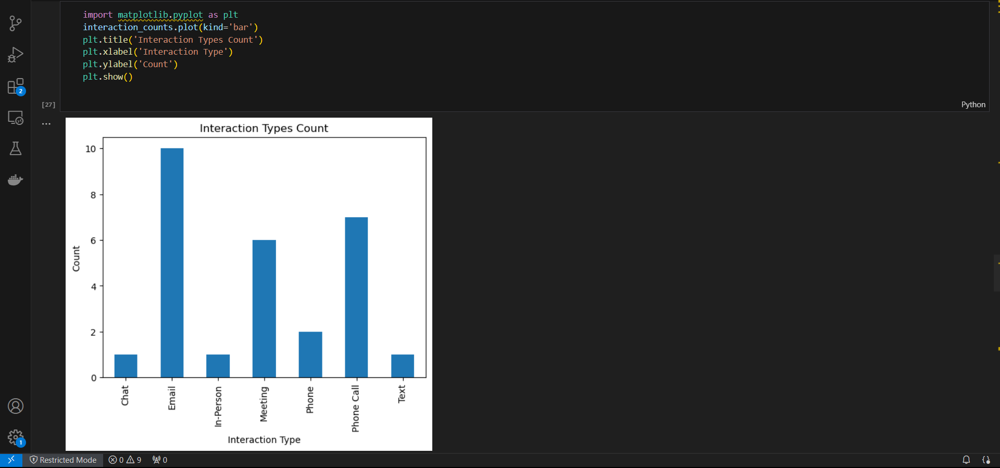 import matplotlib.pyplot as plt
interaction_counts.plot(kind='bar')
plt.title('Interaction Types Count')
plt.xlabel('Interaction Type')
plt.ylabel('Count')
plt.show()
2
[27]
Python
...
Interaction Types Count
10
8
6
4
2
0
Count
Chat
Email
In-Person
Meeting
Phone
Phone Call
Text
Interaction Type
1
Restricted Mode 0 9 0